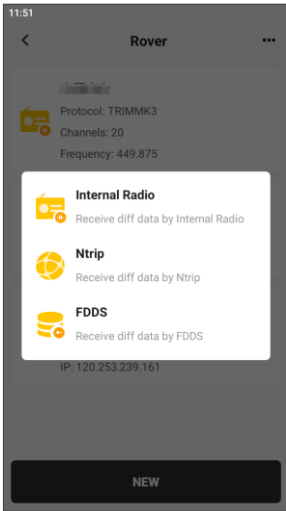 11:51
Rover
Protocol: TRIMMK3
Channels: 20
Frequency: 449.875
Internal Radio
Receive diff data by Internal Radio
Ntrip
Receive diff data by Ntrip
FDDS
Receive diff data by FDDS
IP: 120.253.239.161
NEW